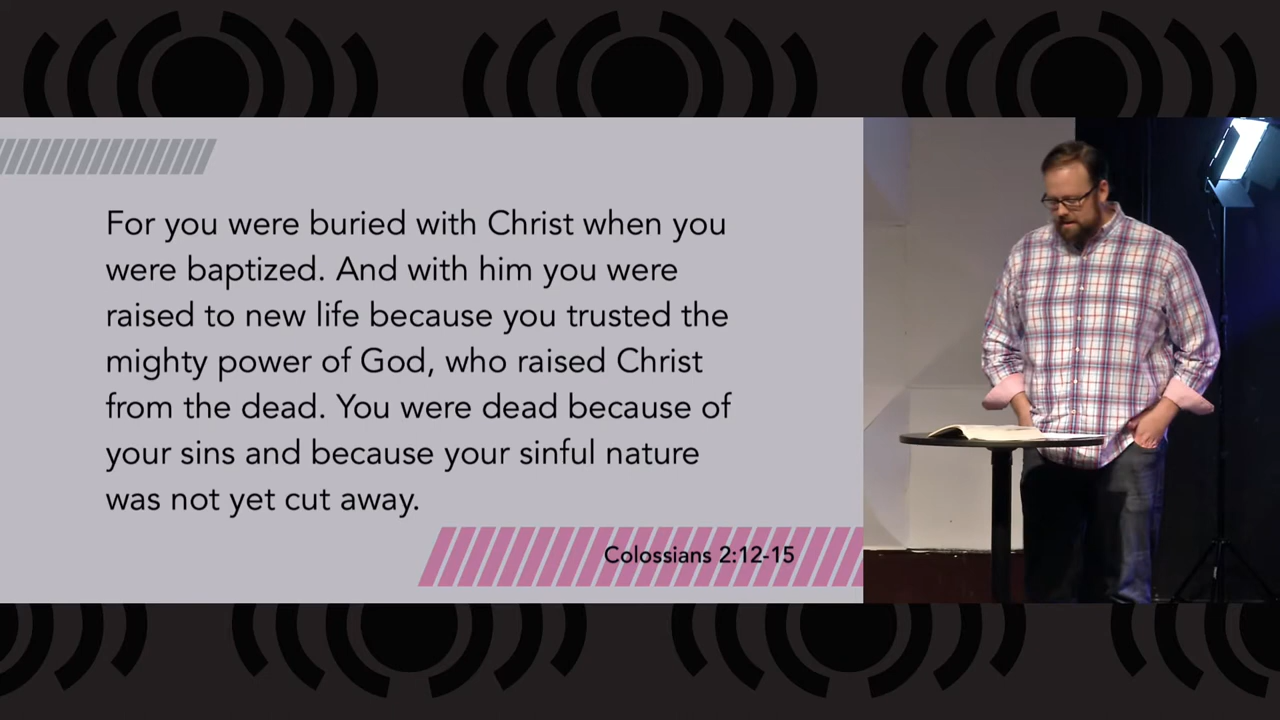 For you were buried with Christ when you
were baptized. And with him you were
raised to new life because you trusted the
mighty power of God, who raised Christ
from the dead. You were dead because of
your sins and because your sinful nature
was not yet cut away.
Colossians 2:12-15